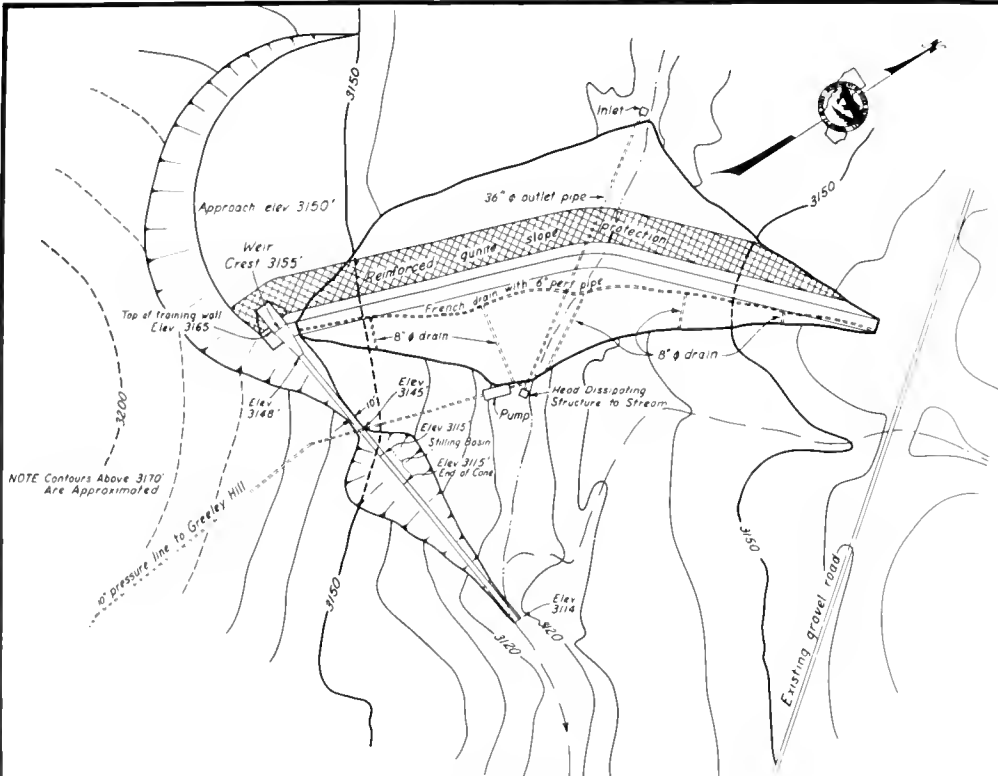 3150
Inlet
3150
36" ⌀ outlet pipe
Approach elev 3150'
Weir
Crest 3155'
Reinforced gunite slope protection
Top of training wall
Elev 3165
French drain with 6" perf pipe
8" ⌀ drain
8" ⌀ drain
Elev
3145
Elev
3148'
10'
Head Dissipating
Structure to Stream
Pump
3200
Elev 3115'
Stilling Basin
Elev 3115'
End of Cone
NOTE Contours Above 3170'
Are Approximated
10" pressure line to Greeley Hill
3150
3150
Existing gravel road
Elev
3114
3120
3120